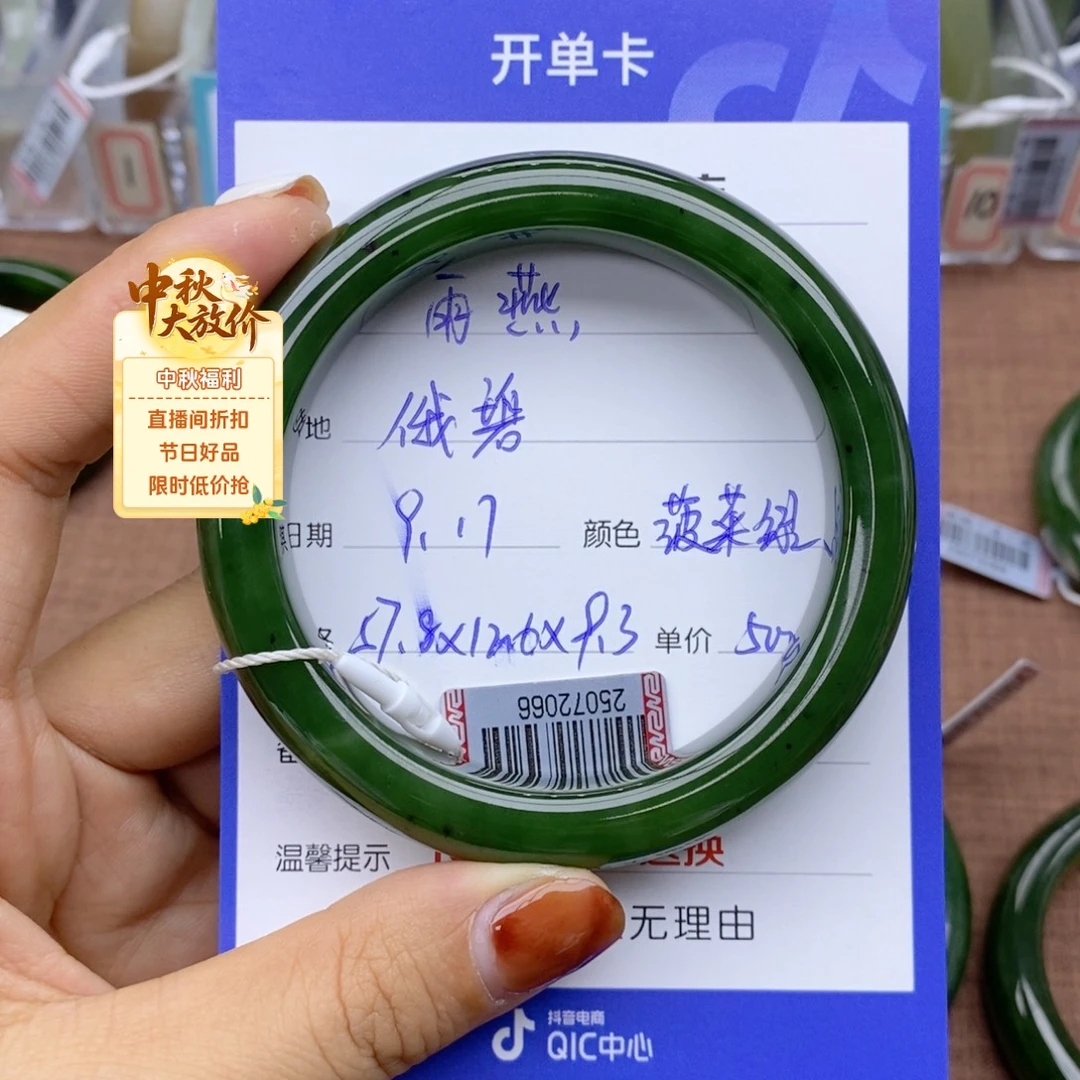 开单卡
雨燕
中秋
大放价
中秋福利
直播间折扣
节日好品
限时低价抢
地 俄碧
日期 9.17 颜色 菠菜绿
57.8x12.6x9.3 单价
25072066
温馨提示
无理由
抖音电商
QIC中心
10